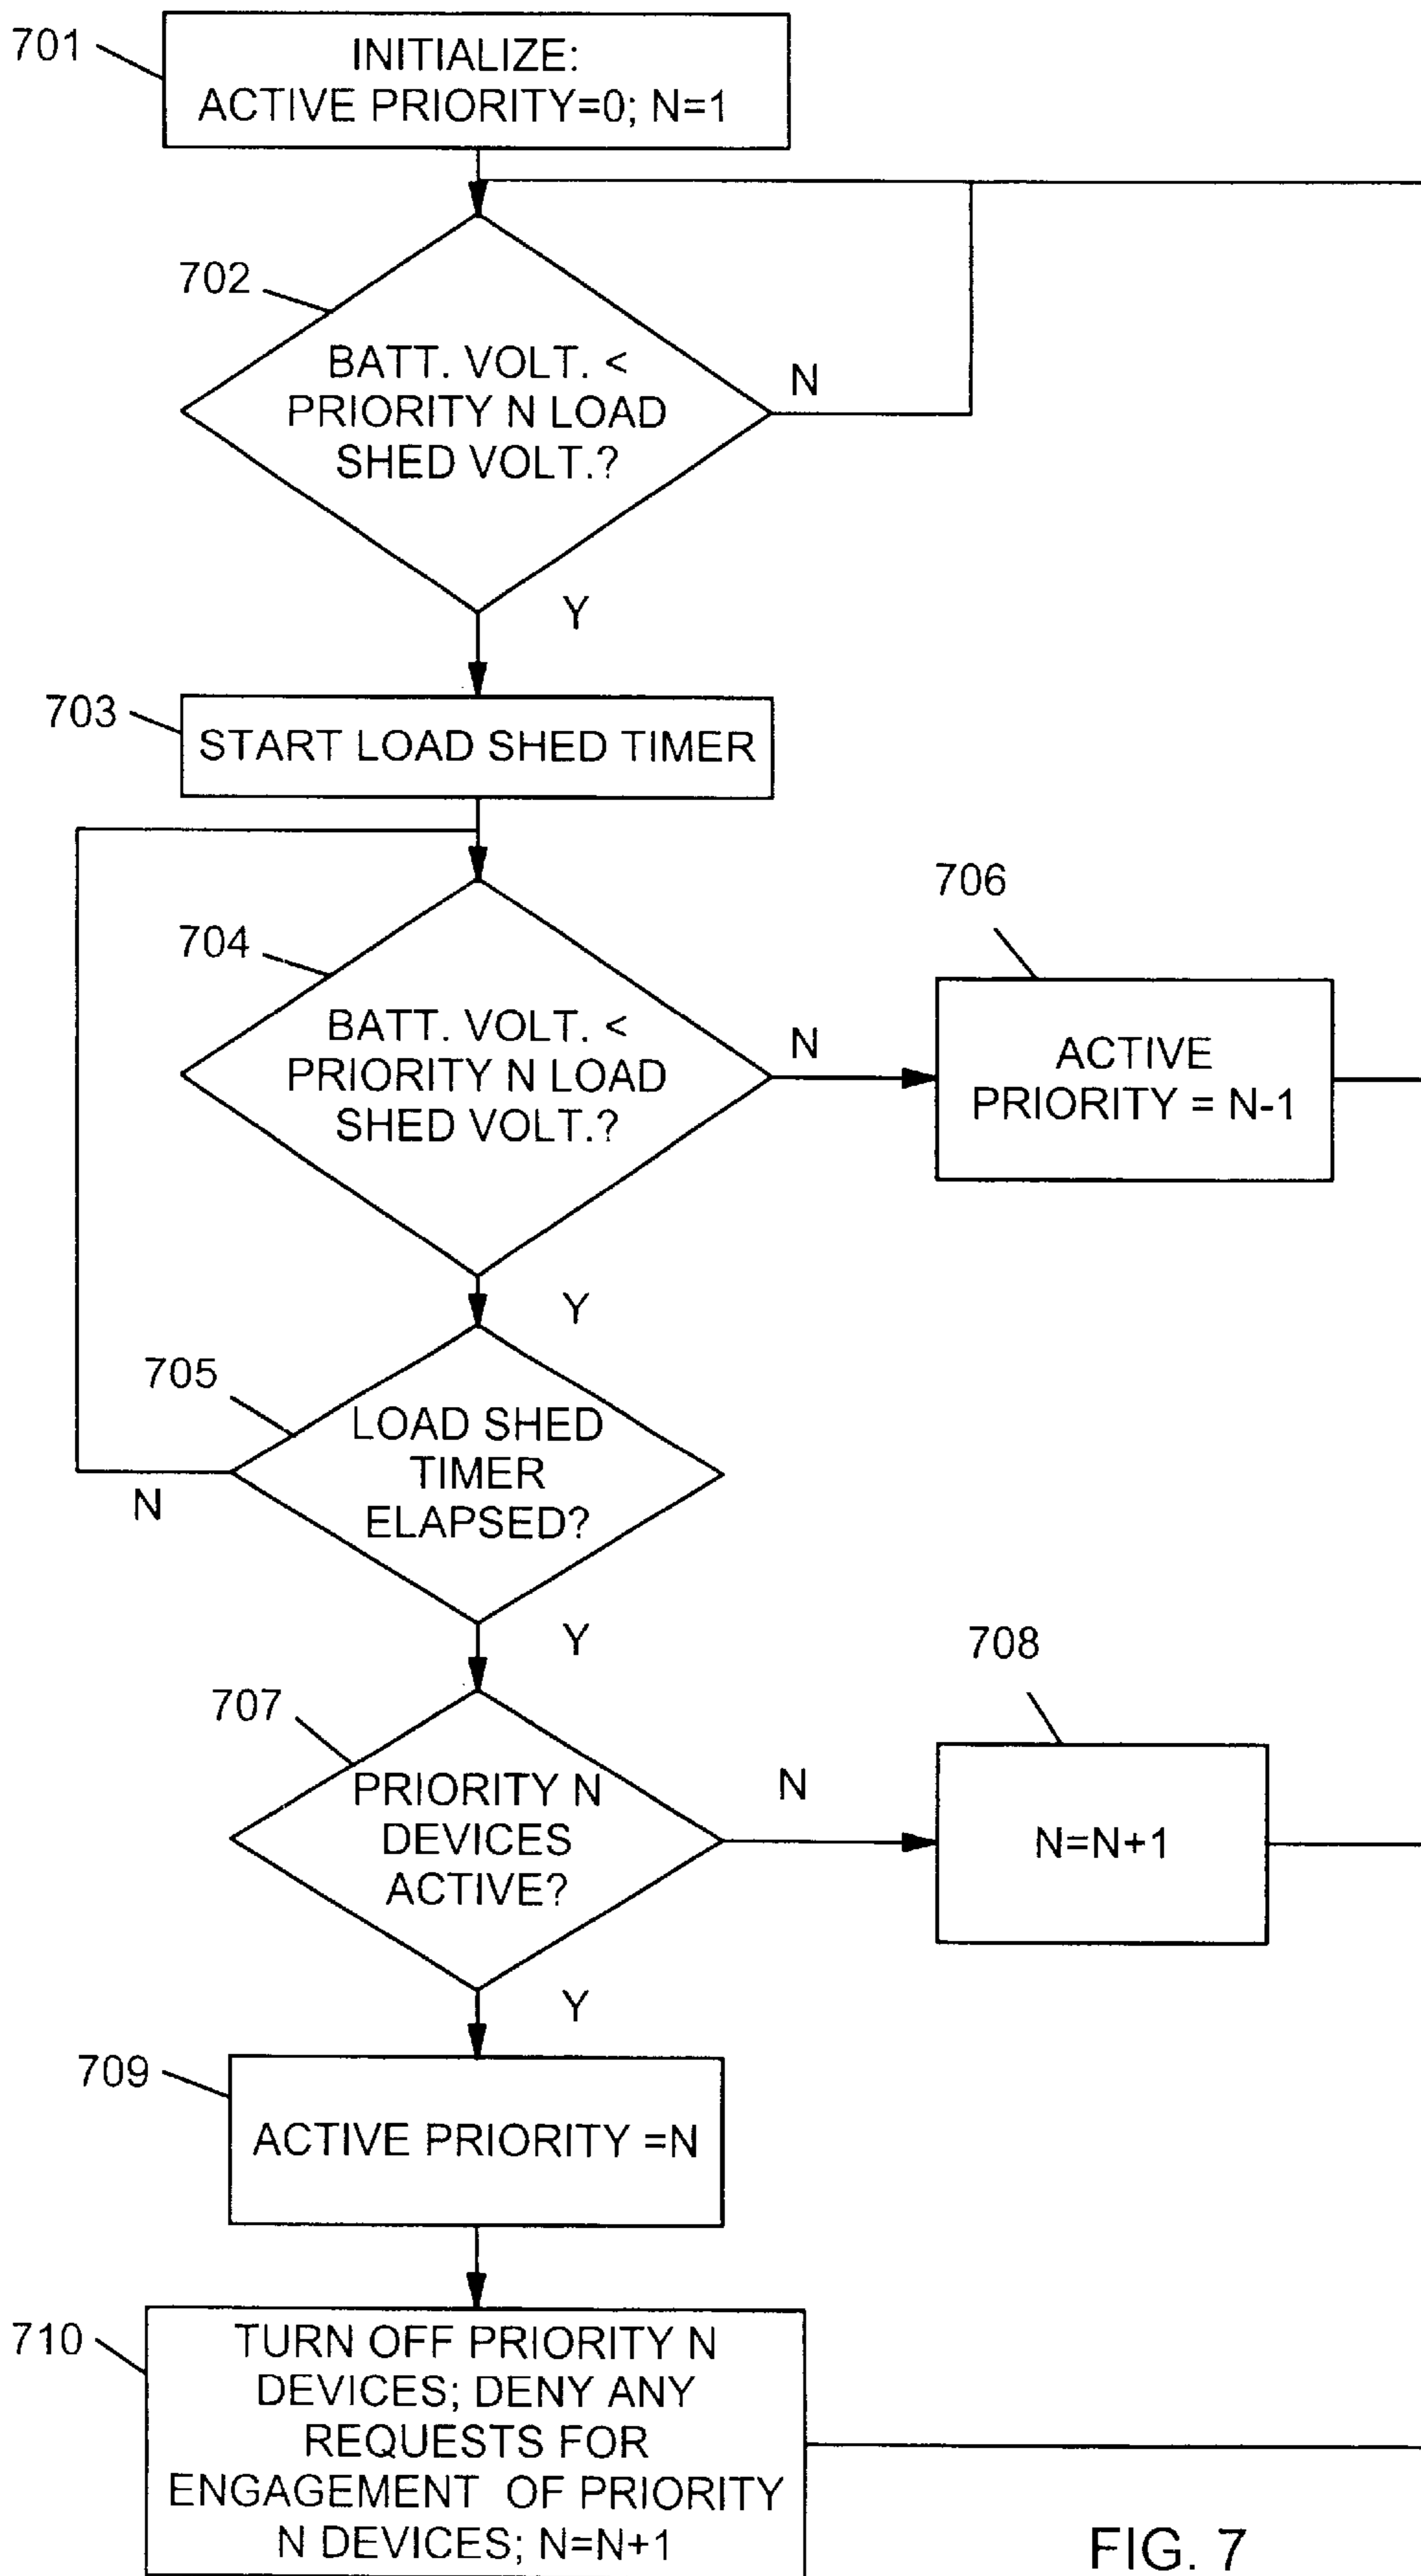 701
INITIALIZE:
ACTIVE PRIORITY=0; N=1
702
BATT. VOLT. <
PRIORITY N LOAD
SHED VOLT.?
N
Y
703
START LOAD SHED TIMER
704
BATT. VOLT. <
PRIORITY N LOAD
SHED VOLT.?
N
706
ACTIVE
PRIORITY = N-1
Y
705
LOAD SHED
TIMER
ELAPSED?
N
Y
707
PRIORITY N
DEVICES
ACTIVE?
N
708
N=N+1
Y
709
ACTIVE PRIORITY =N
710
TURN OFF PRIORITY N
DEVICES; DENY ANY
REQUESTS FOR
ENGAGEMENT OF PRIORITY
N DEVICES; N=N+1
FIG. 7